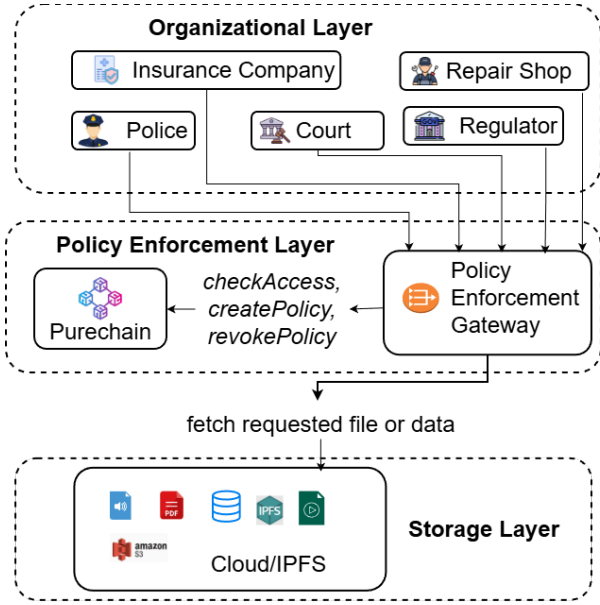 Organizational Layer
Insurance Company
Repair Shop
Police
Court
GOV
Regulator
Policy Enforcement Layer
Purechain
checkAccess,
createPolicy,
revokePolicy
Policy
Enforcement
Gateway
fetch requested file or data
PDF
IPFS
amazon
S3
Cloud/IPFS
Storage Layer